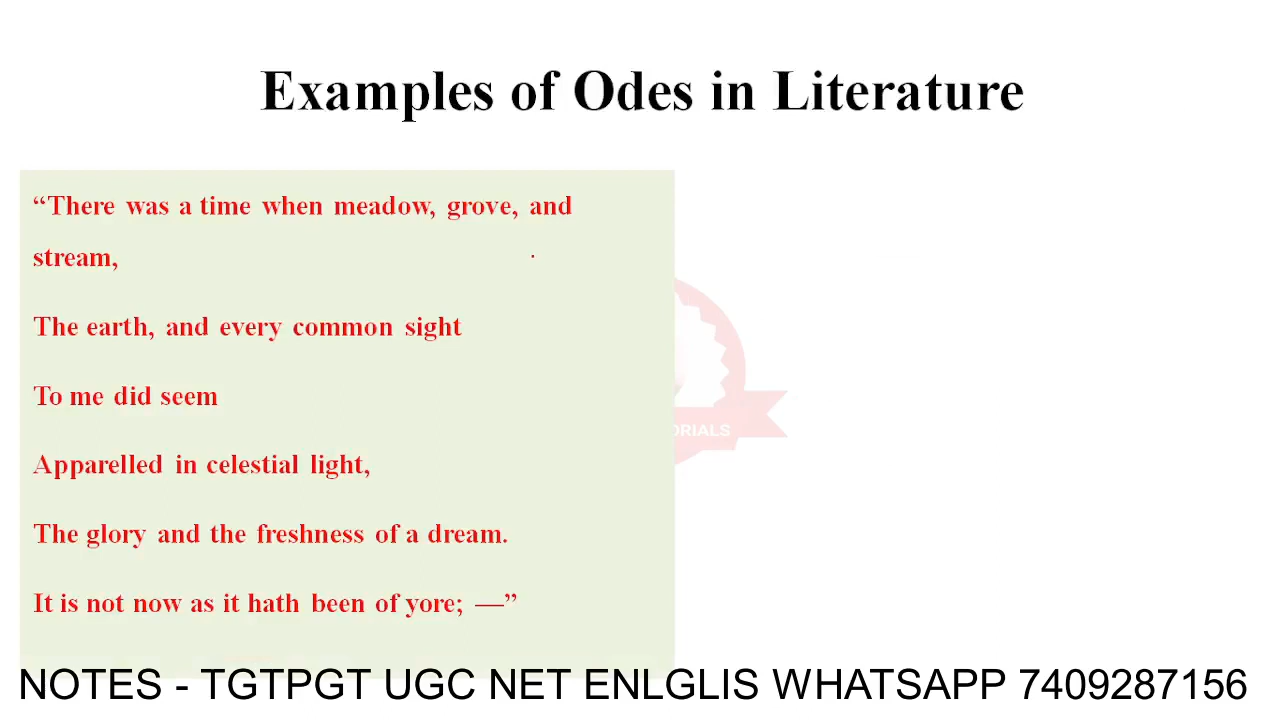 Examples of Odes in Literature
“There was a time when meadow, grove, and
stream,
The earth, and every common sight
To me did seem
Apparelled in celestial light,
The glory and the freshness of a dream.
It is not now as it hath been of yore; —”
NOTES - TGTPGT UGC NET ENLGLIS WHATSAPP 7409287156